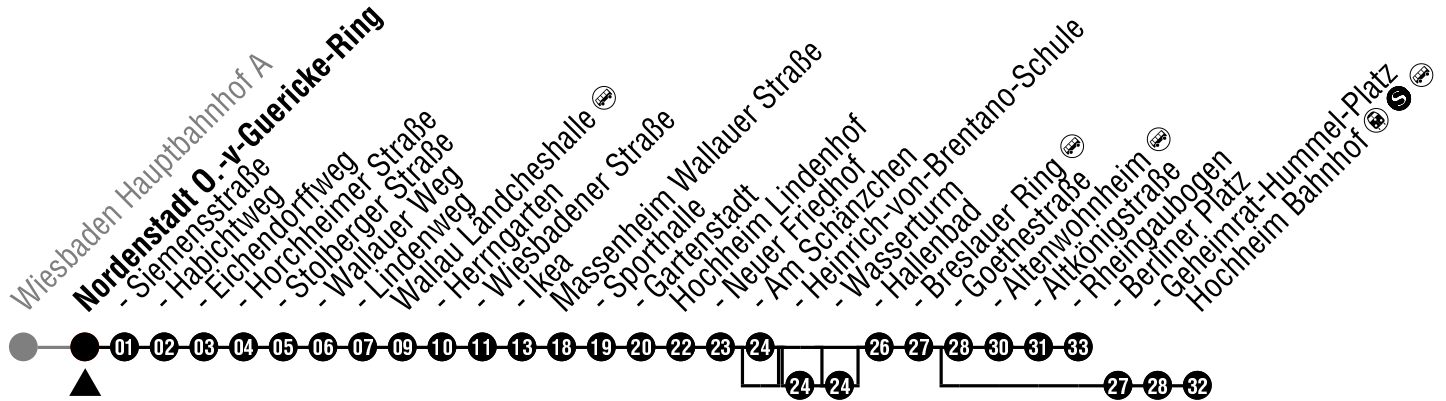 Wiesbaden Hauptbahnhof A
Nordenstadt O.-v-Guericke-Ring
- Siemensstraße
- Habichtweg
- Eichendorffweg
- Horchheimer Straße
- Stolberger Straße
- Wallauer Weg
- Lindenweg
Wallau Ländcheshalle
- Herrngarten
- Wiesbadener Straße
- Ikea
Massenheim Wallauer Straße
- Sporthalle
- Gartenstadt
Hochheim Lindenhof
- Neuer Friedhof
- Am Schänzchen
- Heinrich-von-Brentano-Schule
- Wasserturm
- Hallenbad
- Breslauer Ring
- Goethestraße
- Altenwohnheim
- Altkönigstraße
- Rheingaubogen
- Berliner Platz
- Geheimrat-Hummel-Platz
Hochheim Bahnhof S
01 02 03 04 05 06 07 09 10 11 13 18 19 20 22 23 24 26 27 28 30 31 33
24 24 27 28 32